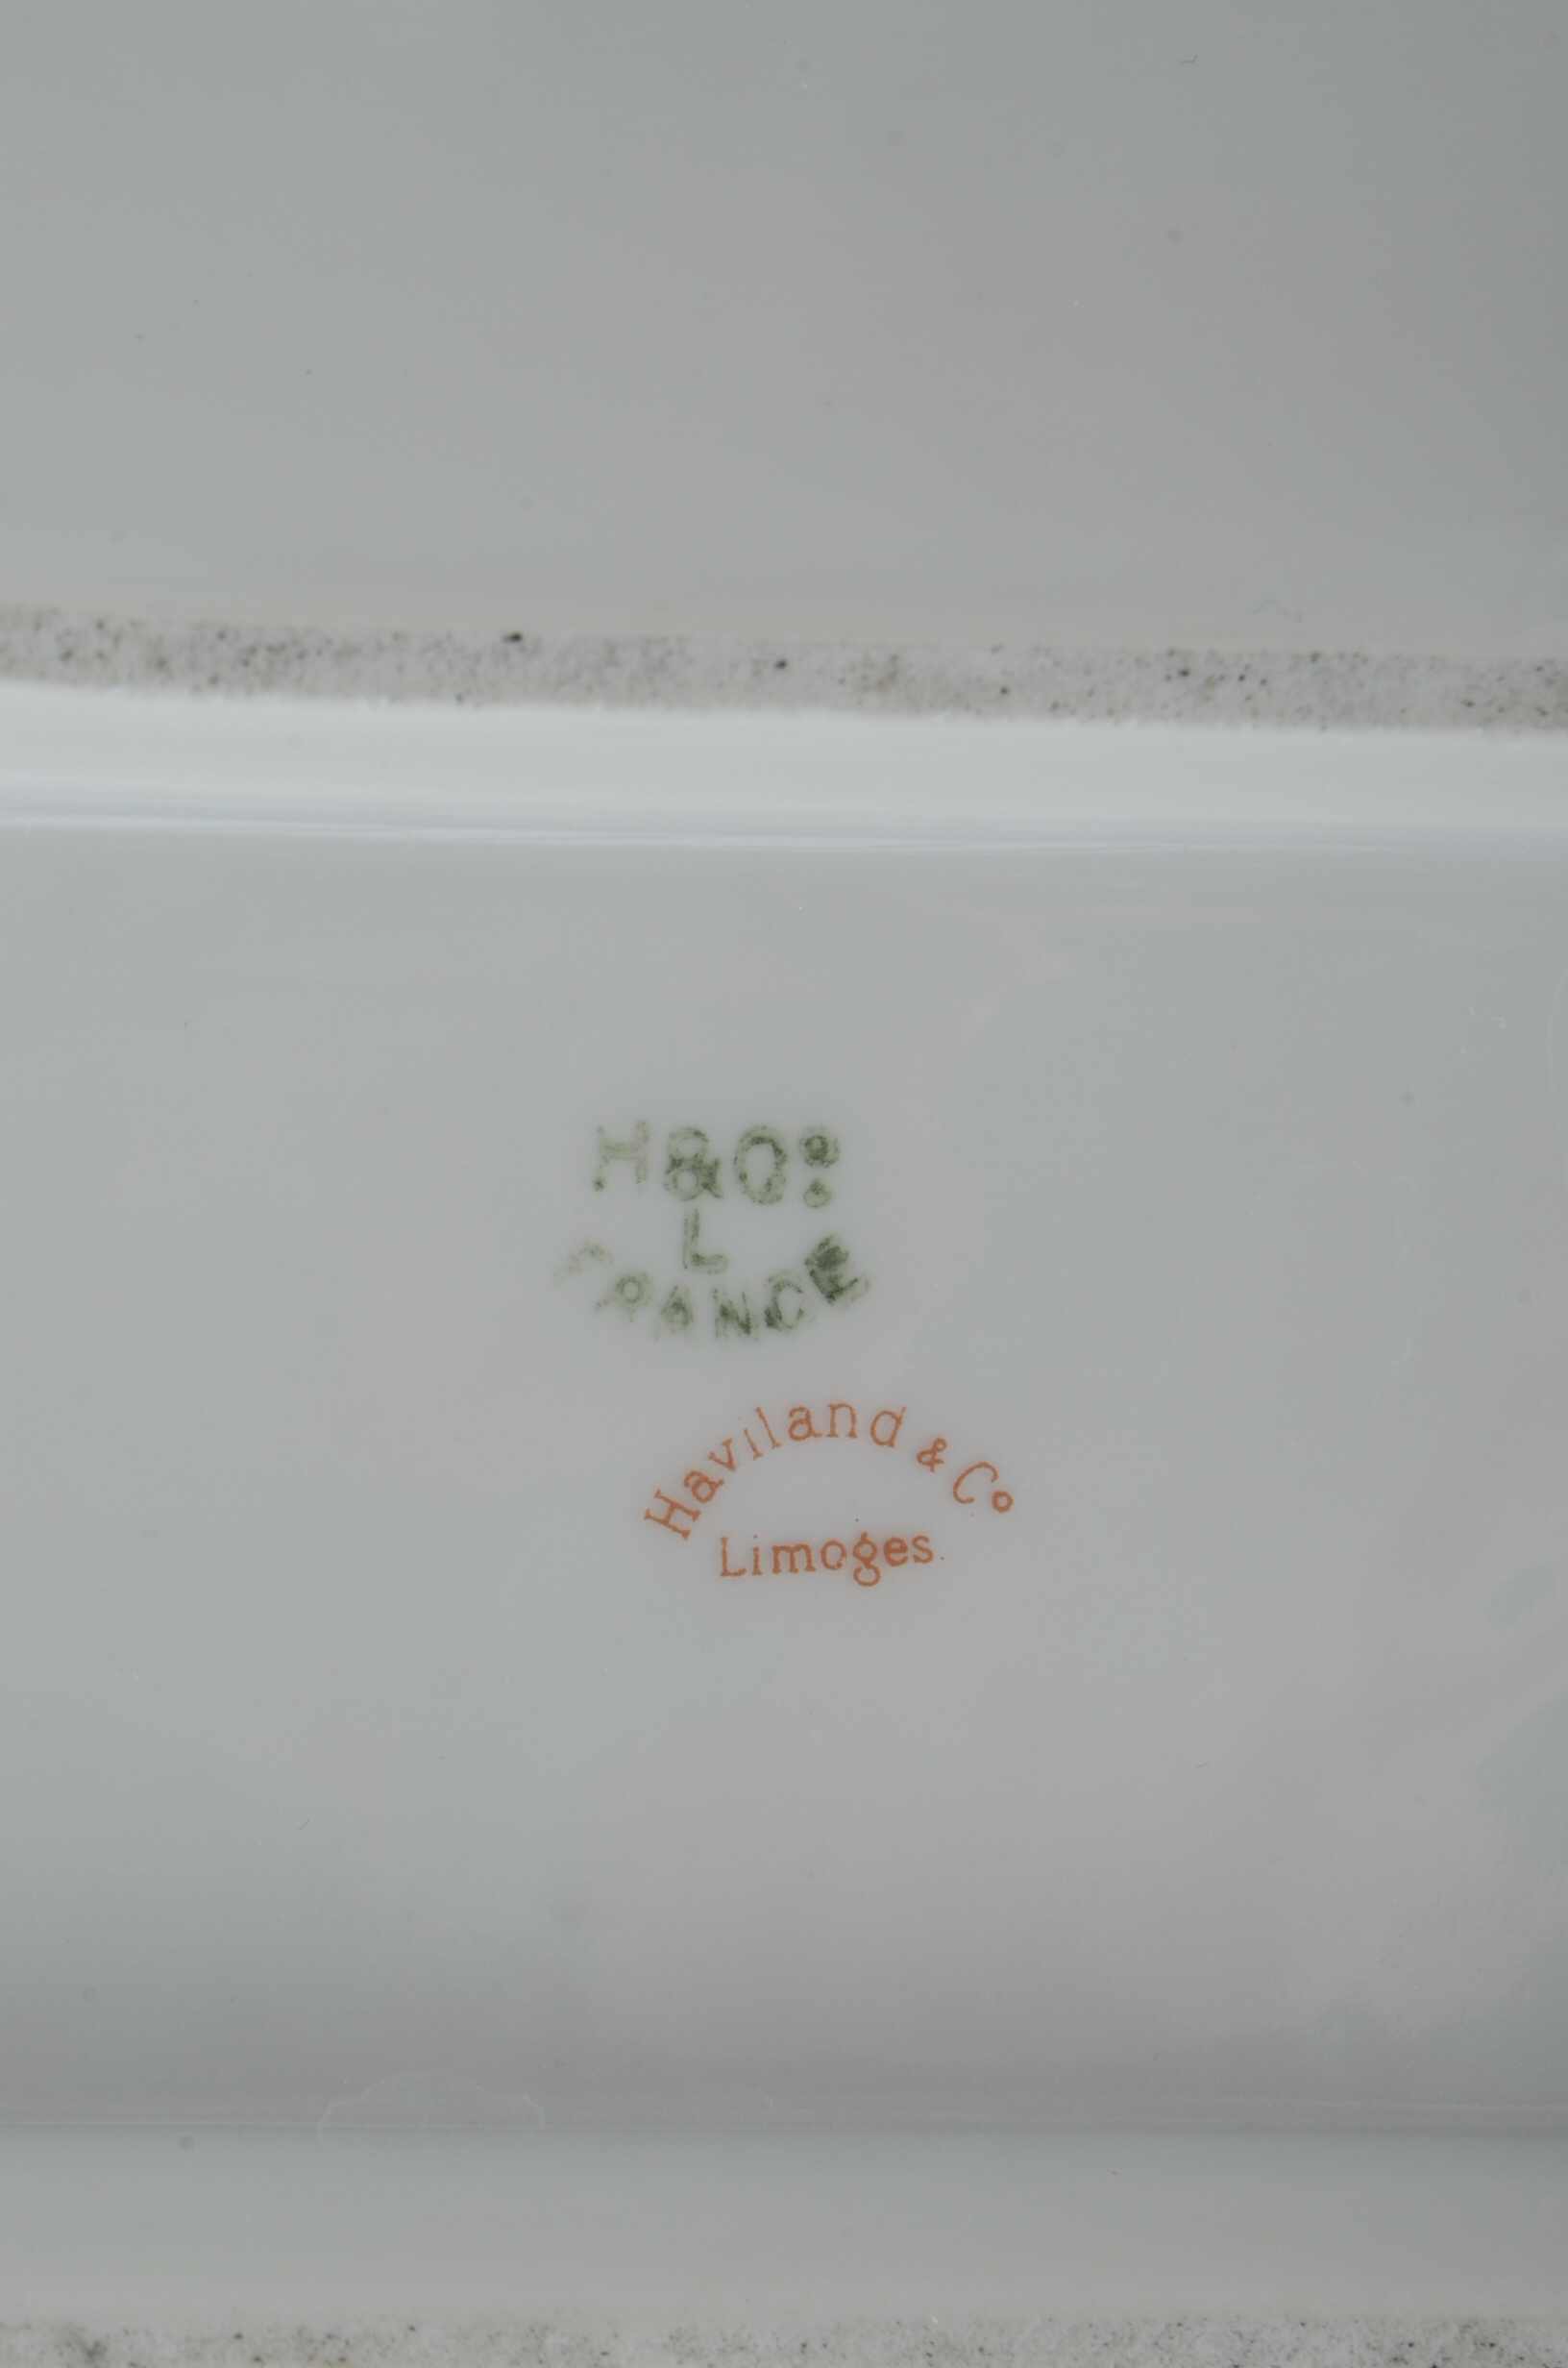 H&Co.
L
FRANCE
Haviland & Co
Limoges.